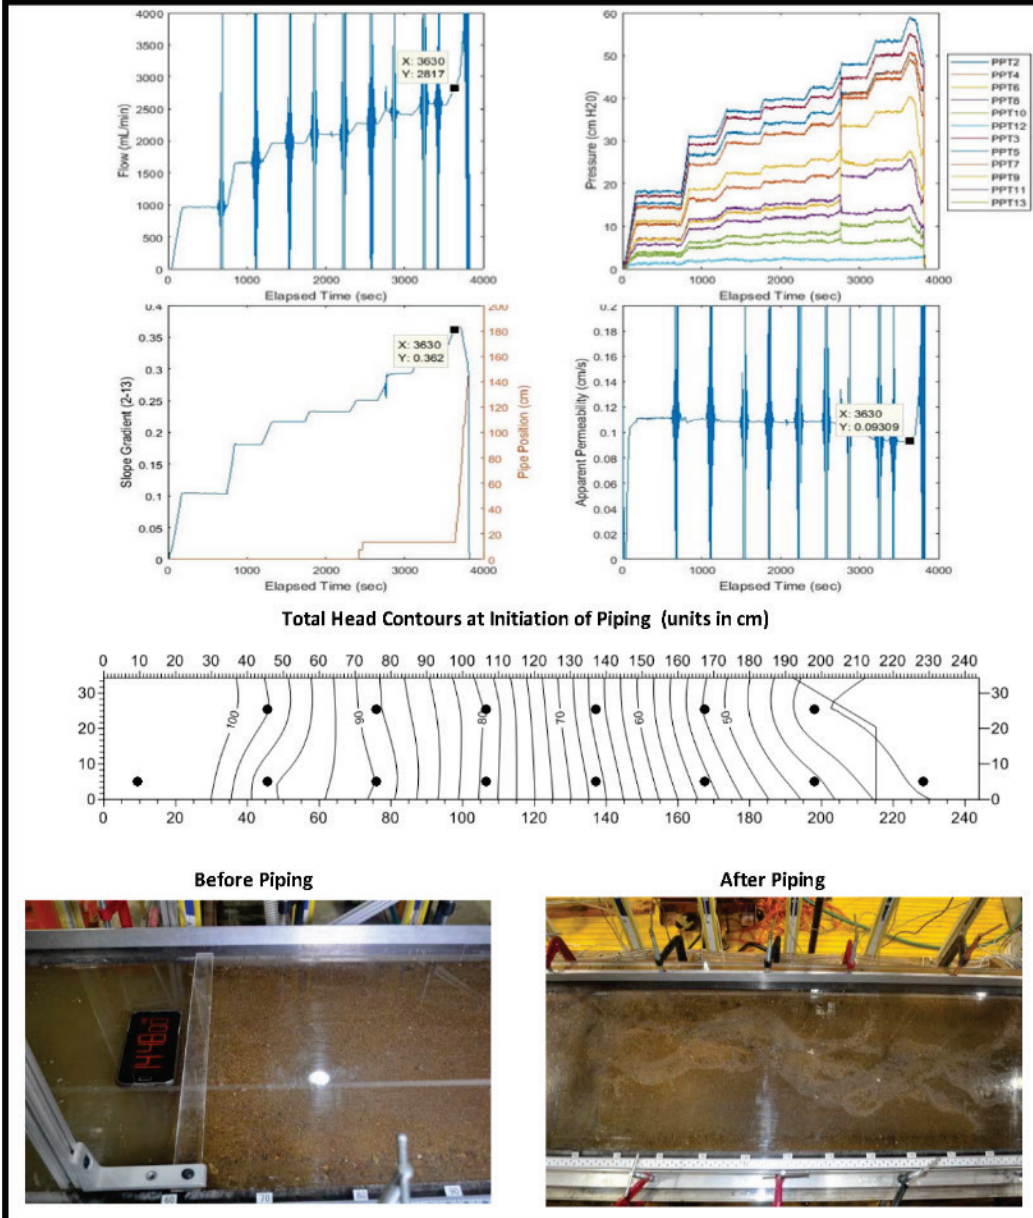 4000
3500
3000
2500
2000
1500
1000
500
0
Flow (mL/min)
X: 3630
Y: 2817
0 1000 2000 3000 4000
Elapsed Time (sec)
60
50
40
30
20
10
0
Pressure (cm H20)
0 1000 2000 3000 4000
Elapsed Time (sec)
PPT2
PPT4
PPT6
PPT8
PPT10
PPT12
PPT3
PPT5
PPT7
PPT9
PPT11
PPT13
0.35
0.3
0.25
0.2
0.15
0.1
0.05
0
Slope Gradient (2-13)
X: 3630
Y: 0.362
200
180
160
140
120
100
80
60
40
20
0
Pipe Position (cm)
0 1000 2000 3000 4000
Elapsed Time (sec)
0.2
0.18
0.16
0.14
0.12
0.1
0.08
0.06
0.04
0.02
0
Apparent Permeability (cm/s)
X: 3630
Y: 0.09309
0 1000 2000 3000 4000
Elapsed Time (sec)
Total Head Contours at Initiation of Piping (units in cm)
0 10 20 30 40 50 60 70 80 90 100 110 120 130 140 150 160 170 180 190 200 210 220 230 240
30
20
10
0
100
90
80
70
60
50
30
20
10
0
0 20 40 60 80 100 120 140 160 180 200 220 240
Before Piping
After Piping
60 70 80 90